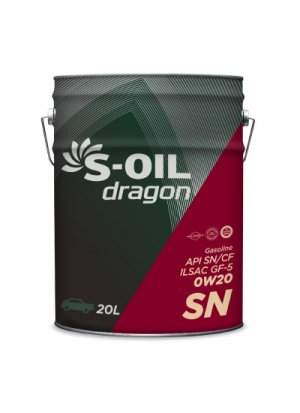 S-OIL
dragon
Gasoline
API SN/CF
ILSAC GF-5
0W20
SN
20L